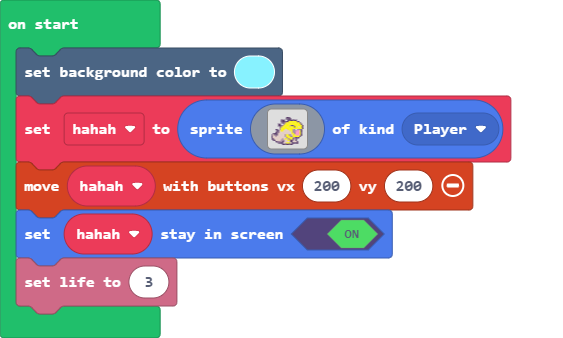 on start
set background color to
set hahah to sprite of kind Player
move hahah with buttons vx 200 vy 200
set hahah stay in screen ON
set life to 3